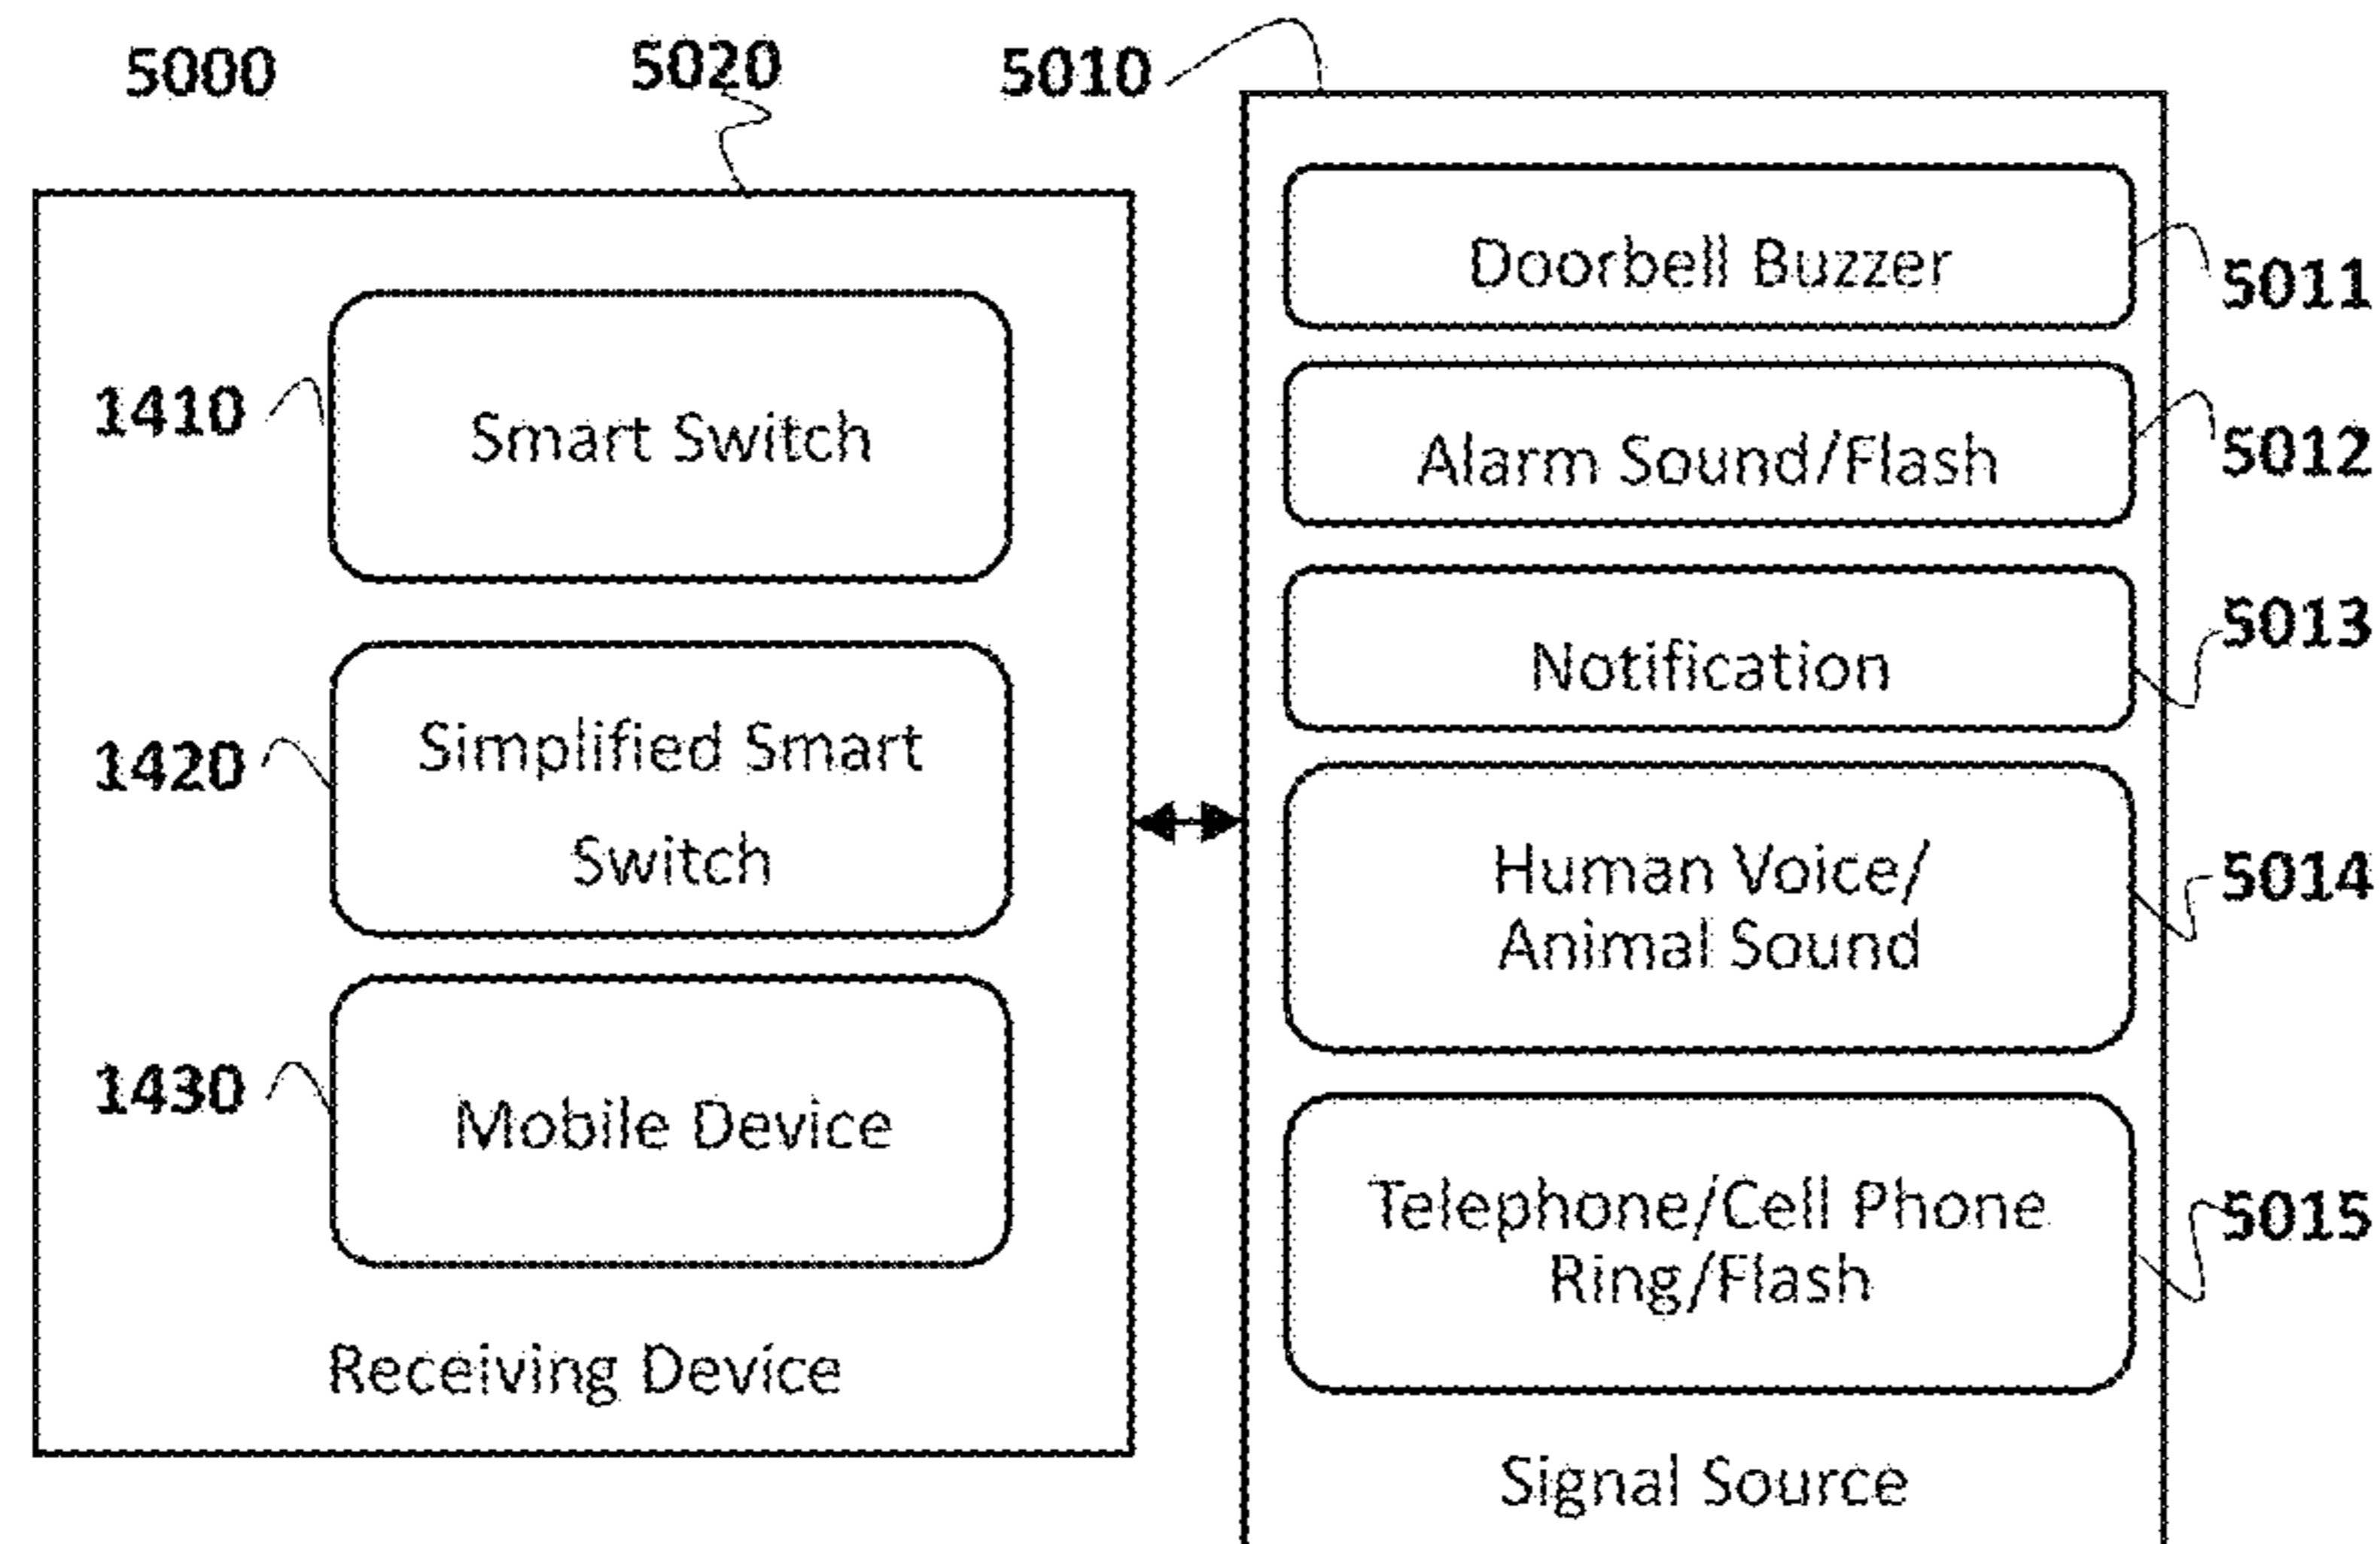 5000
5020
5010
1410
Smart Switch
1420
Simplified Smart
Switch
1430
Mobile Device
Receiving Device
Doorbell Buzzer
5011
Alarm Sound/Flash
5012
Notification
5013
Human Voice/
Animal Sound
5014
Telephone/Cell Phone
Ring/Flash
5015
Signal Source